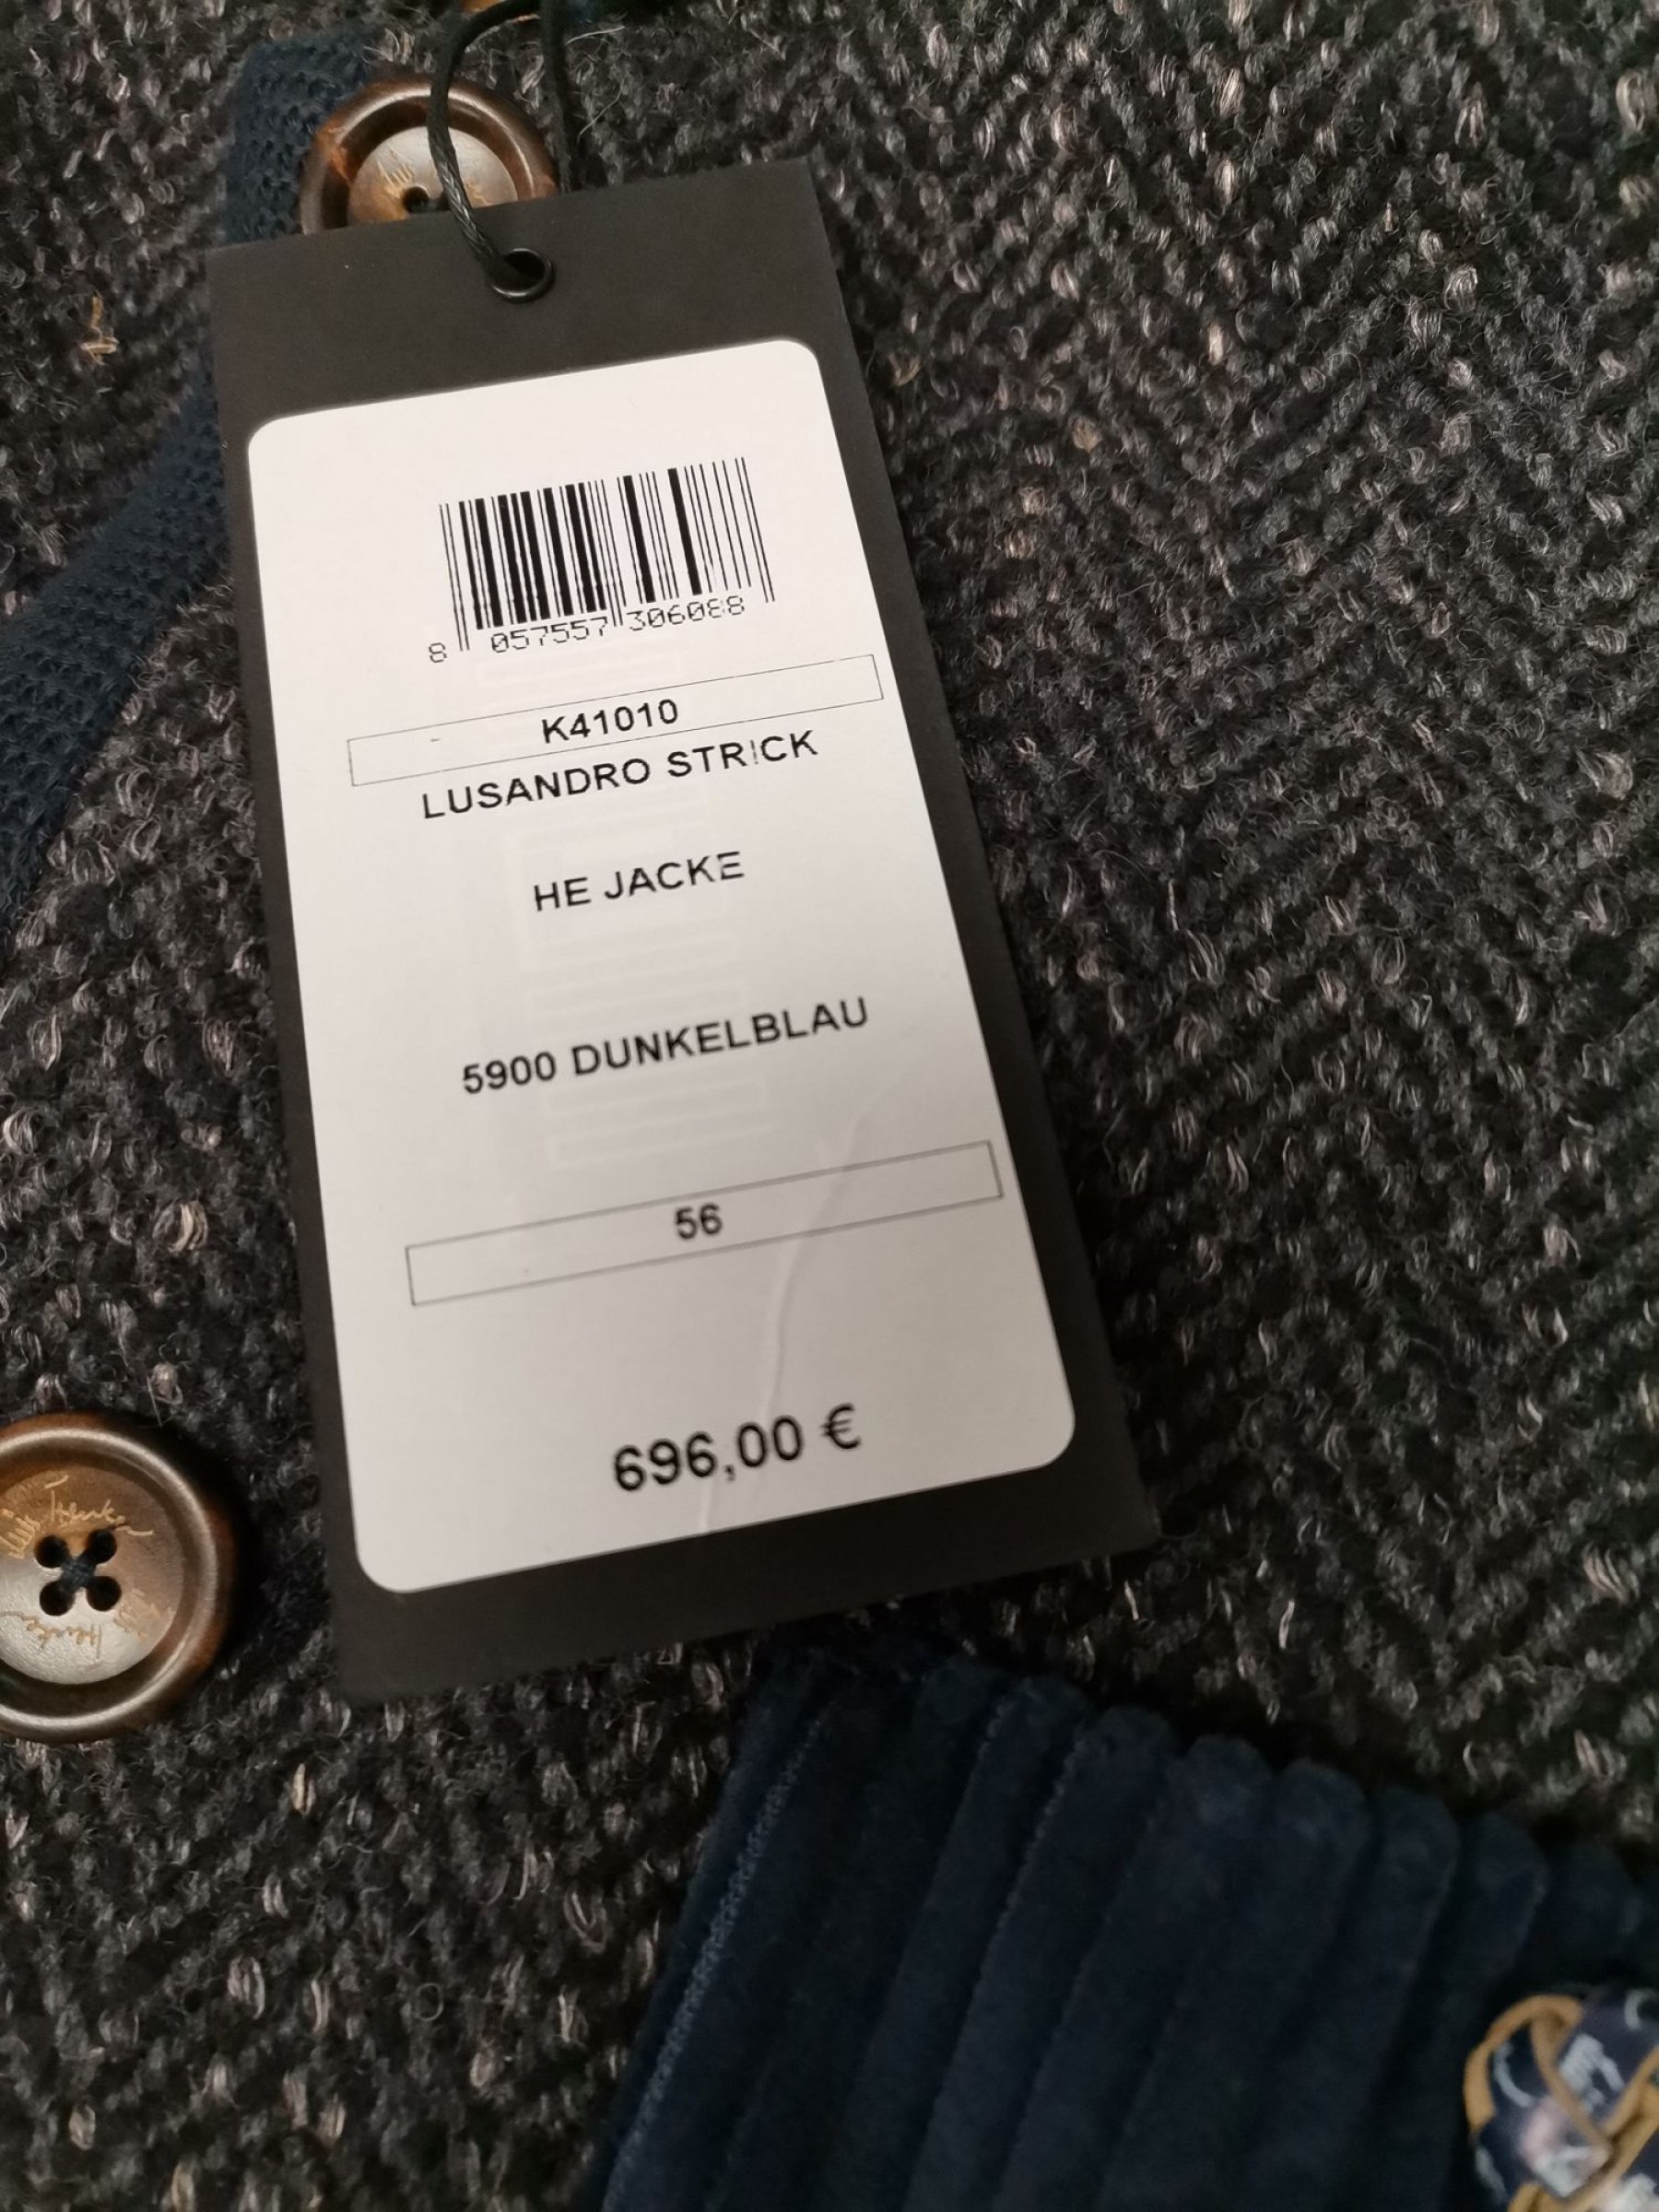 8 057557 306088
K41010
LUSANDRO STRICK
HE JACKE
5900 DUNKELBLAU
56
696,00 €